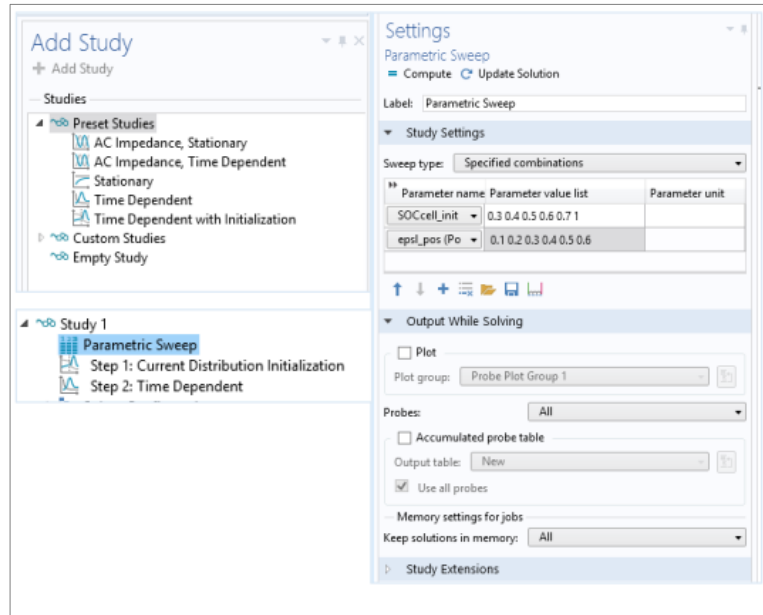 Add Study
+ Add Study
Studies
Preset Studies
AC Impedance, Stationary
AC Impedance, Time Dependent
Stationary
Time Dependent
Time Dependent with Initialization
Custom Studies
Empty Study
Study 1
Parametric Sweep
Step 1: Current Distribution Initialization
Step 2: Time Dependent
Settings
Parametric Sweep
= Compute Update Solution
Label: Parametric Sweep
Study Settings
Sweep type: Specified combinations
Parameter name Parameter value list Parameter unit
SOCcell_init 0.3 0.4 0.5 0.6 0.7 1
epsl_pos (Po 0.1 0.2 0.3 0.4 0.5 0.6
Output While Solving
Plot
Plot group: Probe Plot Group 1
Probes: All
Accumulated probe table
Output table: New
Use all probes
Memory settings for jobs
Keep solutions in memory: All
Study Extensions